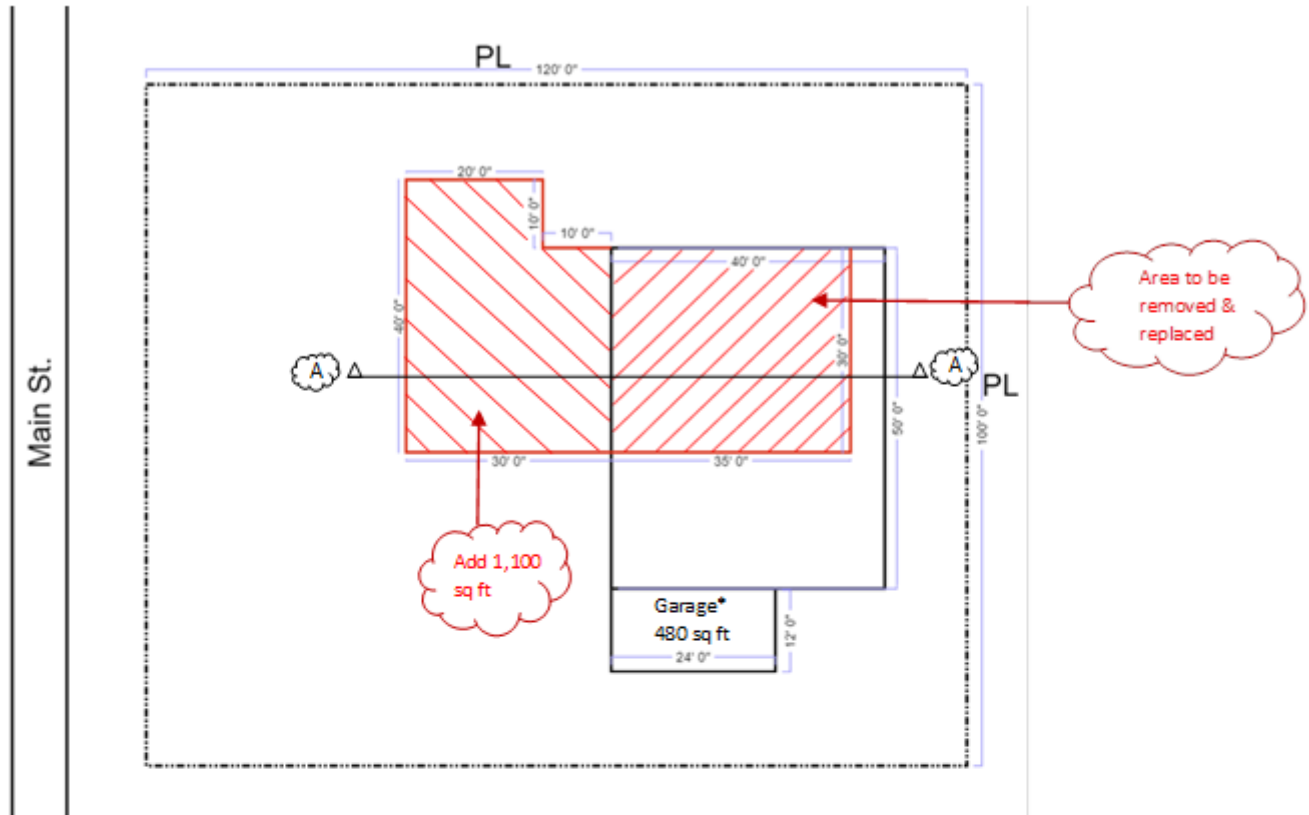 PL
120' 0"
20' 0"
10' 0"
10' 0"
40' 0"
40' 0"
Area to be
removed &
replaced
30' 0"
A
A
PL
50' 0"
100' 0"
Main St.
30' 0"
35' 0"
Add 1,100
sq ft
Garage*
480 sq ft
12' 0"
24' 0"